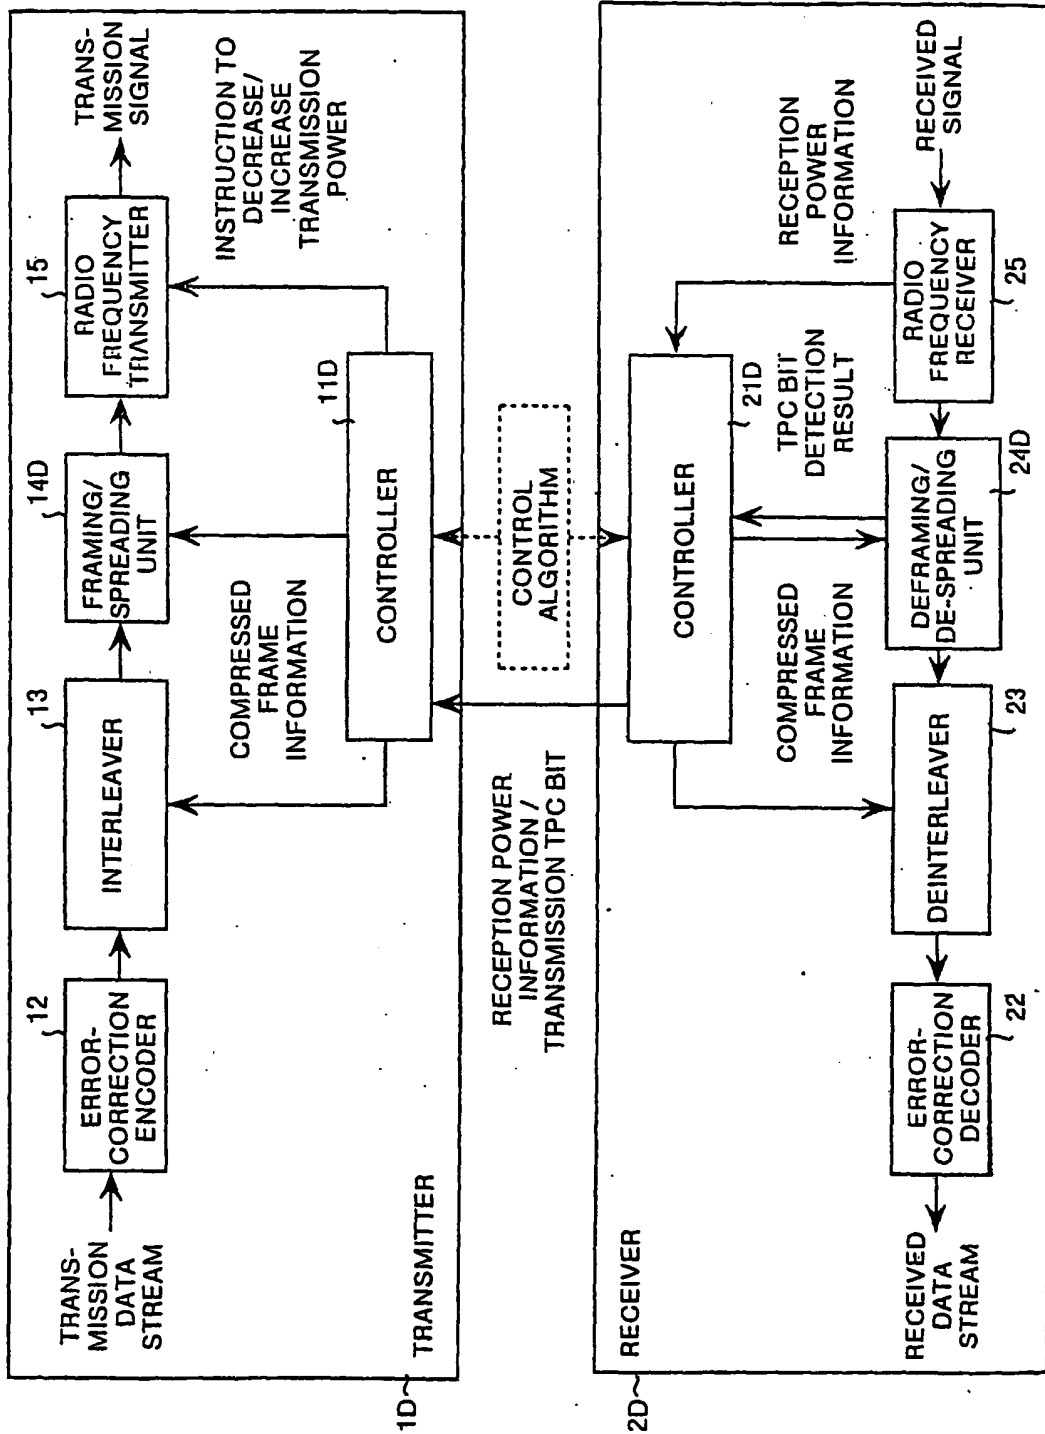 TRANS-
MISSION
DATA
STREAM
12
ERROR-
CORRECTION
ENCODER
13
INTERLEAVER
14D
FRAMING/
SPREADING
UNIT
15
RADIO
FREQUENCY
TRANSMITTER
TRANS-
MISSION
SIGNAL
COMPRESSED
FRAME
INFORMATION
11D
CONTROLLER
INSTRUCTION TO
DECREASE/
INCREASE
TRANSMISSION
POWER
TRANSMITTER
1D
RECEPTION POWER
INFORMATION /
TRANSMISSION TPC BIT
CONTROL
ALGORITHM
2D
RECEIVER
CONTROLLER
21D
RECEPTION
POWER
INFORMATION
COMPRESSED
FRAME
INFORMATION
TPC BIT
DETECTION
RESULT
RECEIVED
DATA
STREAM
ERROR-
CORRECTION
DECODER
22
DEINTERLEAVER
23
DEFRAMING/
DE-SPREADING
UNIT
24D
RADIO
FREQUENCY
RECEIVER
25
RECEIVED
SIGNAL